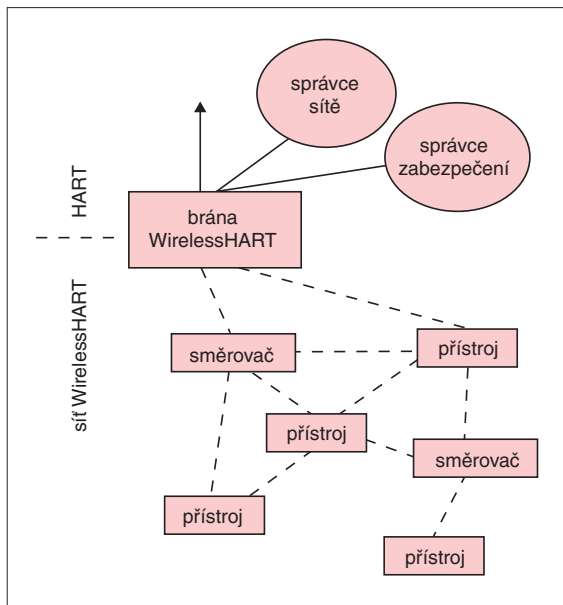 správce
sítě
správce
zabezpečení
HART
brána
WirelessHART
síť WirelessHART
směrovač
přístroj
přístroj
směrovač
přístroj
přístroj